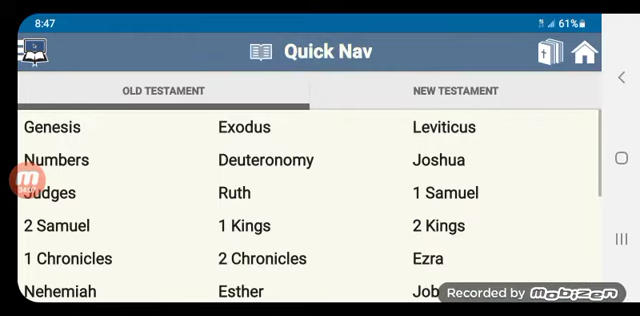 8:47 61%
Quick Nav
OLD TESTAMENT NEW TESTAMENT
Genesis Exodus Leviticus
Numbers Deuteronomy Joshua
Judges Ruth 1 Samuel
2 Samuel 1 Kings 2 Kings
1 Chronicles 2 Chronicles Ezra
Nehemiah Esther Job
Recorded by mobizen